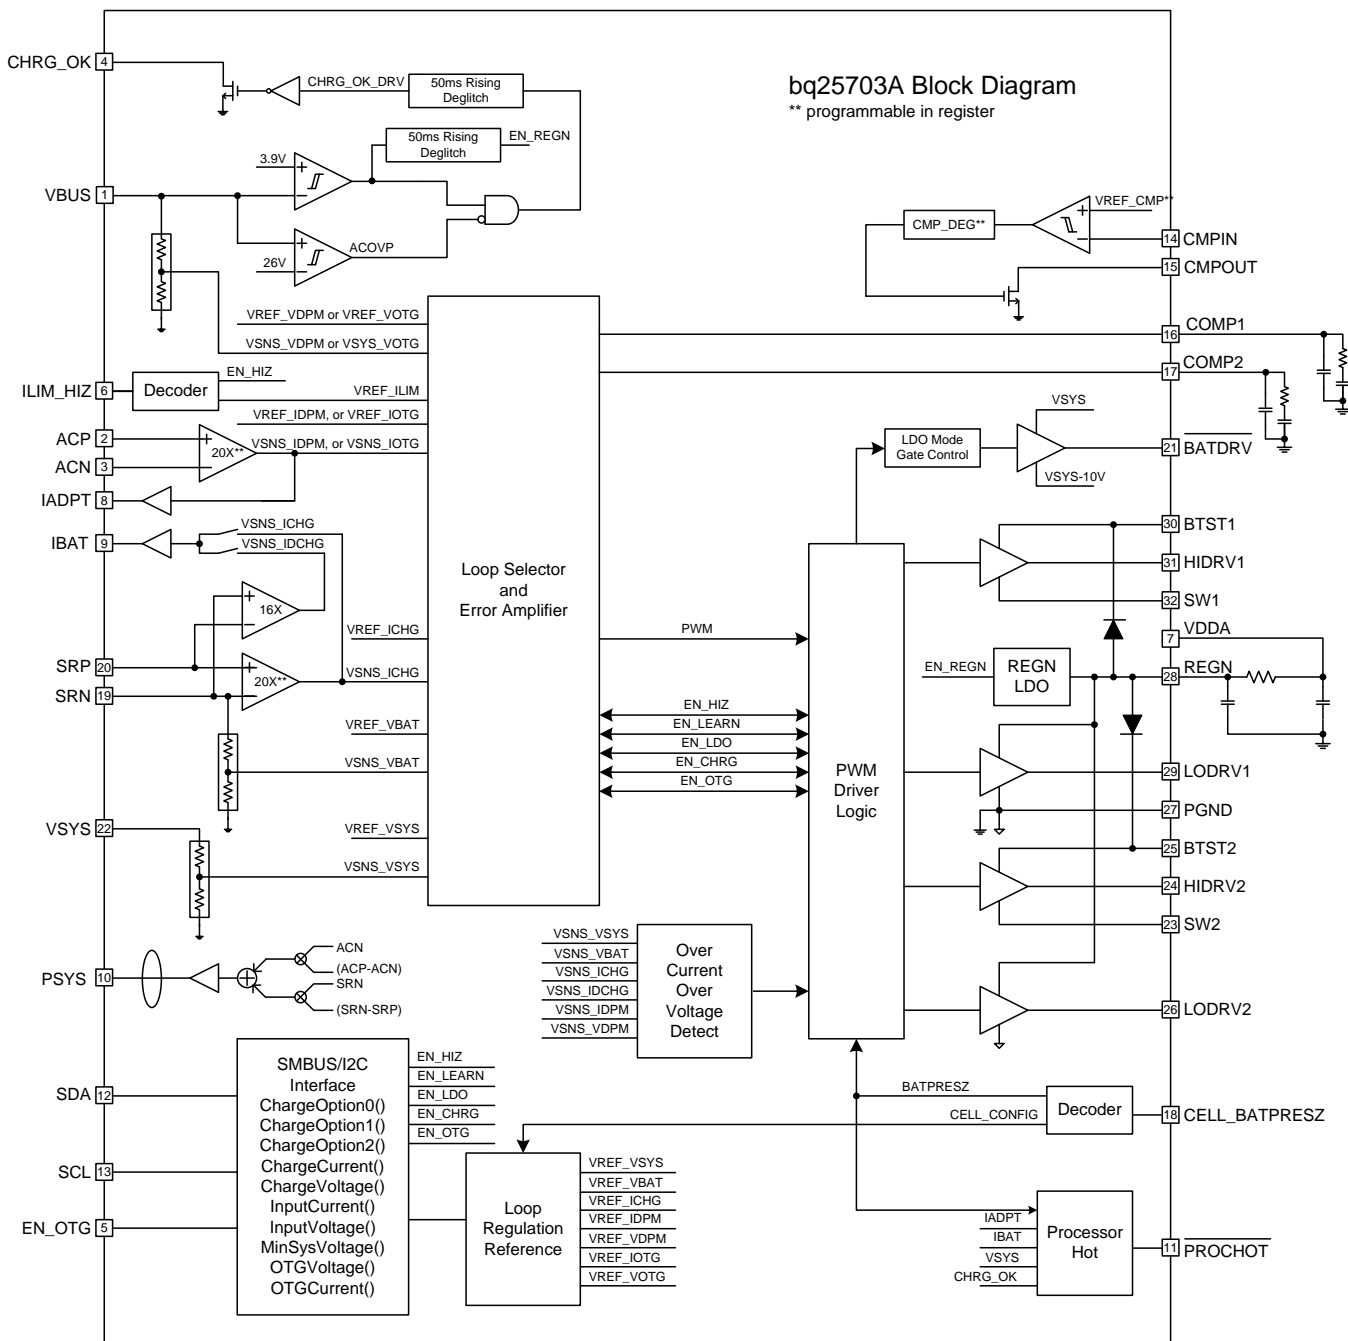 bq25703A Block Diagram
** programmable in register
CHRG_OK
4
CHRG_OK_DRV
50ms Rising
Deglitch
50ms Rising
Deglitch
EN_REGN
3.9V
+
−
VBUS
1
+
26V
−
ACOVP
CMP_DEG**
VREF_CMP**
+
−
14
CMPIN
15
CMPOUT
VREF_VDPM or VREF_VOTG
VSNS_VDPM or VSYS_VOTG
16
COMP1
17
COMP2
ILIM_HIZ
6
Decoder
EN_HIZ
VREF_ILIM
VREF_IDPM, or VREF_IOTG
ACP
2
+
20X**
−
VSNS_IDPM, or VSNS_IOTG
ACN
3
IADPT
8
IBAT
9
VSNS_ICHG
VSNS_IDCHG
+
16X
−
VREF_ICHG
SRP
20
+
20X**
−
VSNS_ICHG
SRN
19
VREF_VBAT
VSNS_VBAT
VSYS
22
VREF_VSYS
VSNS_VSYS
Loop Selector
and
Error Amplifier
PWM
EN_HIZ
EN_LEARN
EN_LDO
EN_CHRG
EN_OTG
LDO Mode
Gate Control
VSYS
VSYS-10V
21
BATDRV
PWM
Driver
Logic
30
BTST1
31
HIDRV1
32
SW1
7
VDDA
EN_REGN
REGN
LDO
28
REGN
29
LODRV1
27
PGND
25
BTST2
24
HIDRV2
23
SW2
26
LODRV2
VSNS_VSYS
VSNS_VBAT
VSNS_ICHG
VSNS_IDCHG
VSNS_IDPM
VSNS_VDPM
Over
Current
Over
Voltage
Detect
PSYS
10
ACN
(ACP-ACN)
SRN
(SRN-SRP)
SDA
12
SCL
13
EN_OTG
5
SMBUS/I2C
Interface
ChargeOption0()
ChargeOption1()
ChargeOption2()
ChargeCurrent()
ChargeVoltage()
InputCurrent()
InputVoltage()
MinSysVoltage()
OTGVoltage()
OTGCurrent()
EN_HIZ
EN_LEARN
EN_LDO
EN_CHRG
EN_OTG
Loop
Regulation
Reference
VREF_VSYS
VREF_VBAT
VREF_ICHG
VREF_IDPM
VREF_VDPM
VREF_IOTG
VREF_VOTG
BATPRESZ
CELL_CONFIG
Decoder
18
CELL_BATPRESZ
IADPT
IBAT
VSYS
CHRG_OK
Processor
Hot
11
PROCHOT